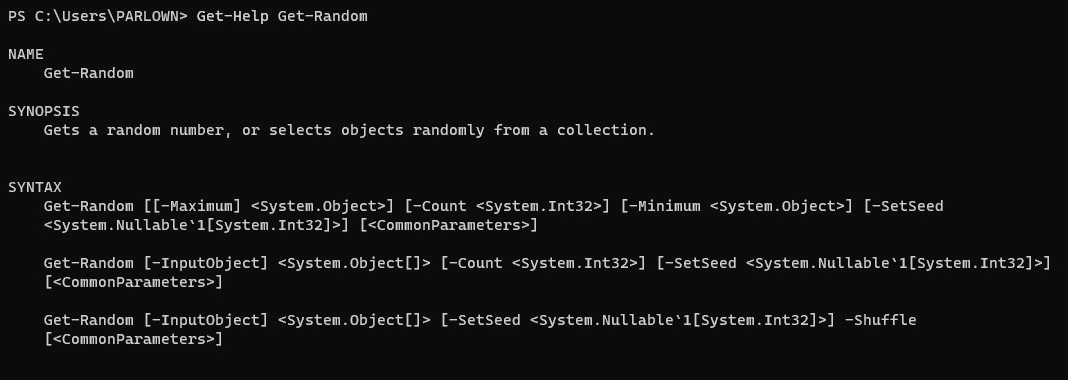 PS C:\Users\PARLOWN> Get-Help Get-Random
NAME
Get-Random
SYNOPSIS
Gets a random number, or selects objects randomly from a collection.
SYNTAX
Get-Random [[-Maximum] <System.Object>] [-Count <System.Int32>] [-Minimum <System.Object>] [-SetSeed
<System.Nullable`1[System.Int32]>] [<CommonParameters>]
Get-Random [-InputObject] <System.Object[]> [-Count <System.Int32>] [-SetSeed <System.Nullable`1[System.Int32]>]
[<CommonParameters>]
Get-Random [-InputObject] <System.Object[]> [-SetSeed <System.Nullable`1[System.Int32]>] -Shuffle
[<CommonParameters>]